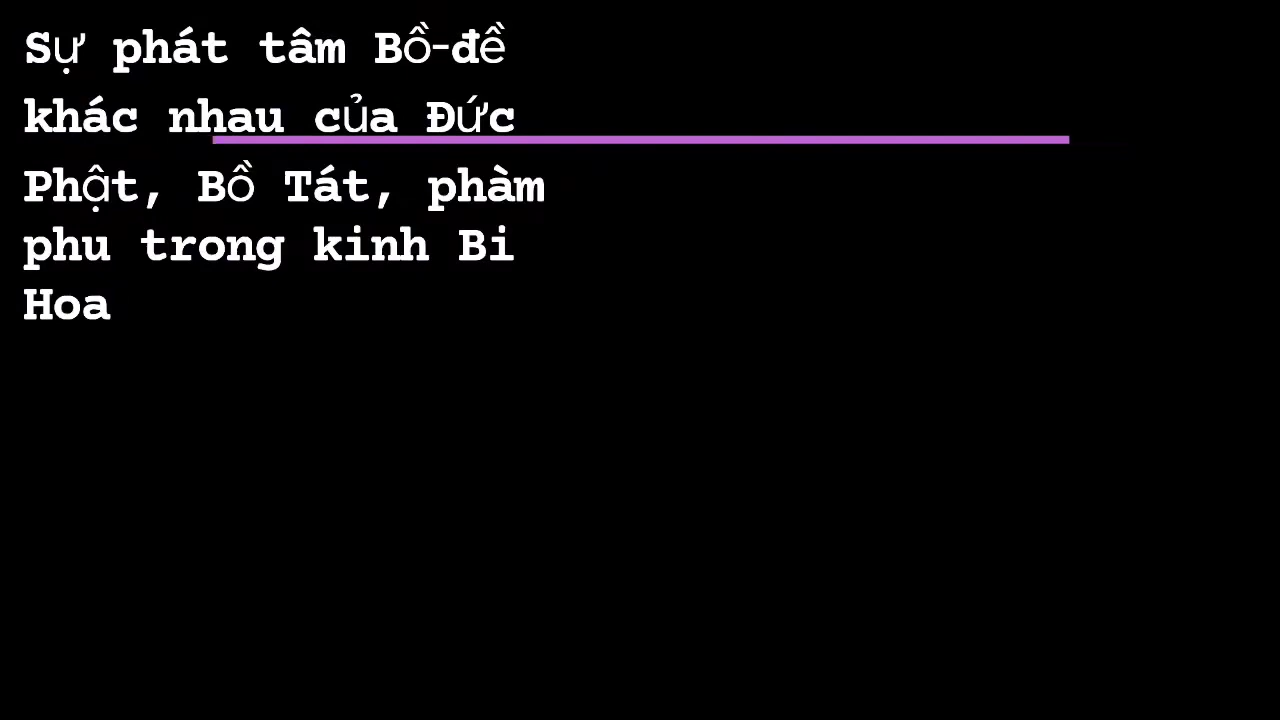 Sự phát tâm Bồ-đề
khác nhau của Đức
Phật, Bồ Tát, phàm
phu trong kinh Bi
Hoa